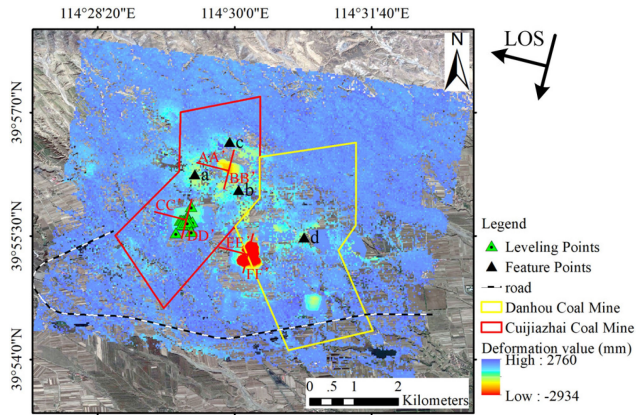 114°28'20"E 114°30'0"E 114°31'40"E
N
LOS
39°57'0"N
c
AA'
a
BB'
b
CC'
DD'
d
EE'
FF'
39°55'30"N
39°54'0"N
Legend
Leveling Points
Feature Points
road
Danhou Coal Mine
Cuijiazhai Coal Mine
Deformation value (mm)
High : 2760
Low : -2934
0 .5 1 2
Kilometers